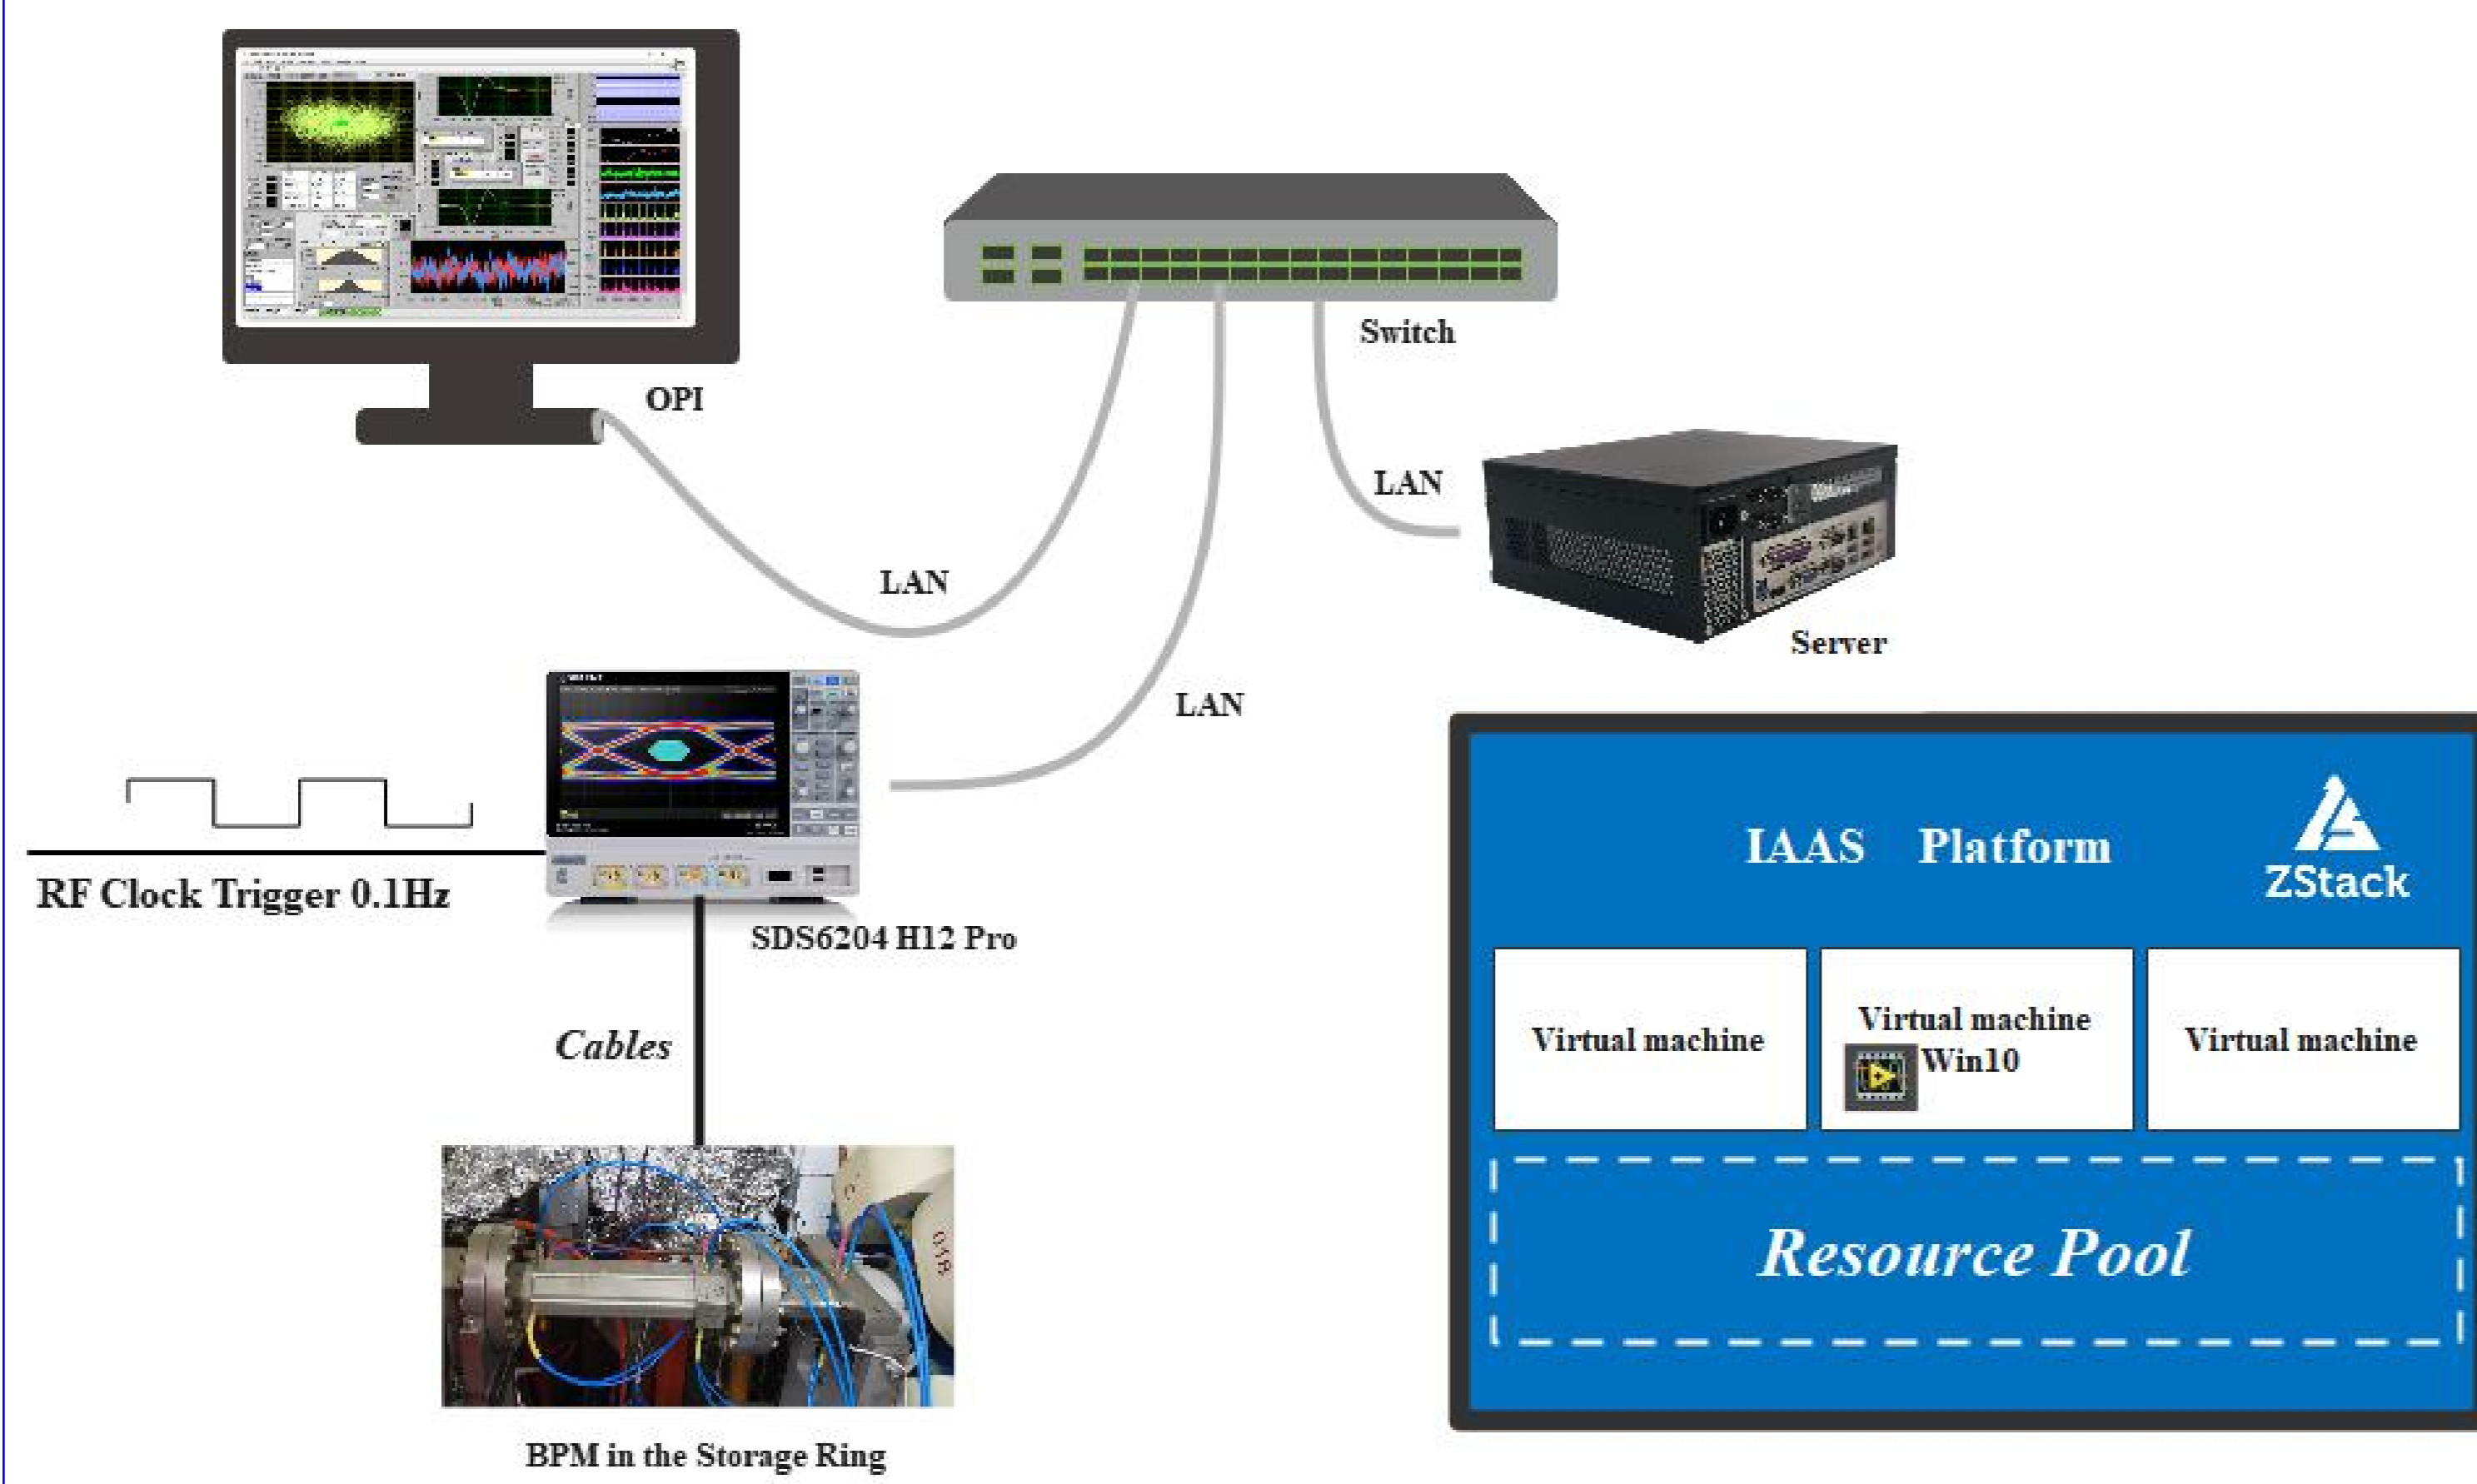 OPI
Switch
LAN
LAN
Server
LAN
RF Clock Trigger 0.1Hz
SDS6204 H12 Pro
Cables
BPM in the Storage Ring
IAAS Platform
ZStack
Virtual machine
Virtual machine
Win10
Virtual machine
Resource Pool